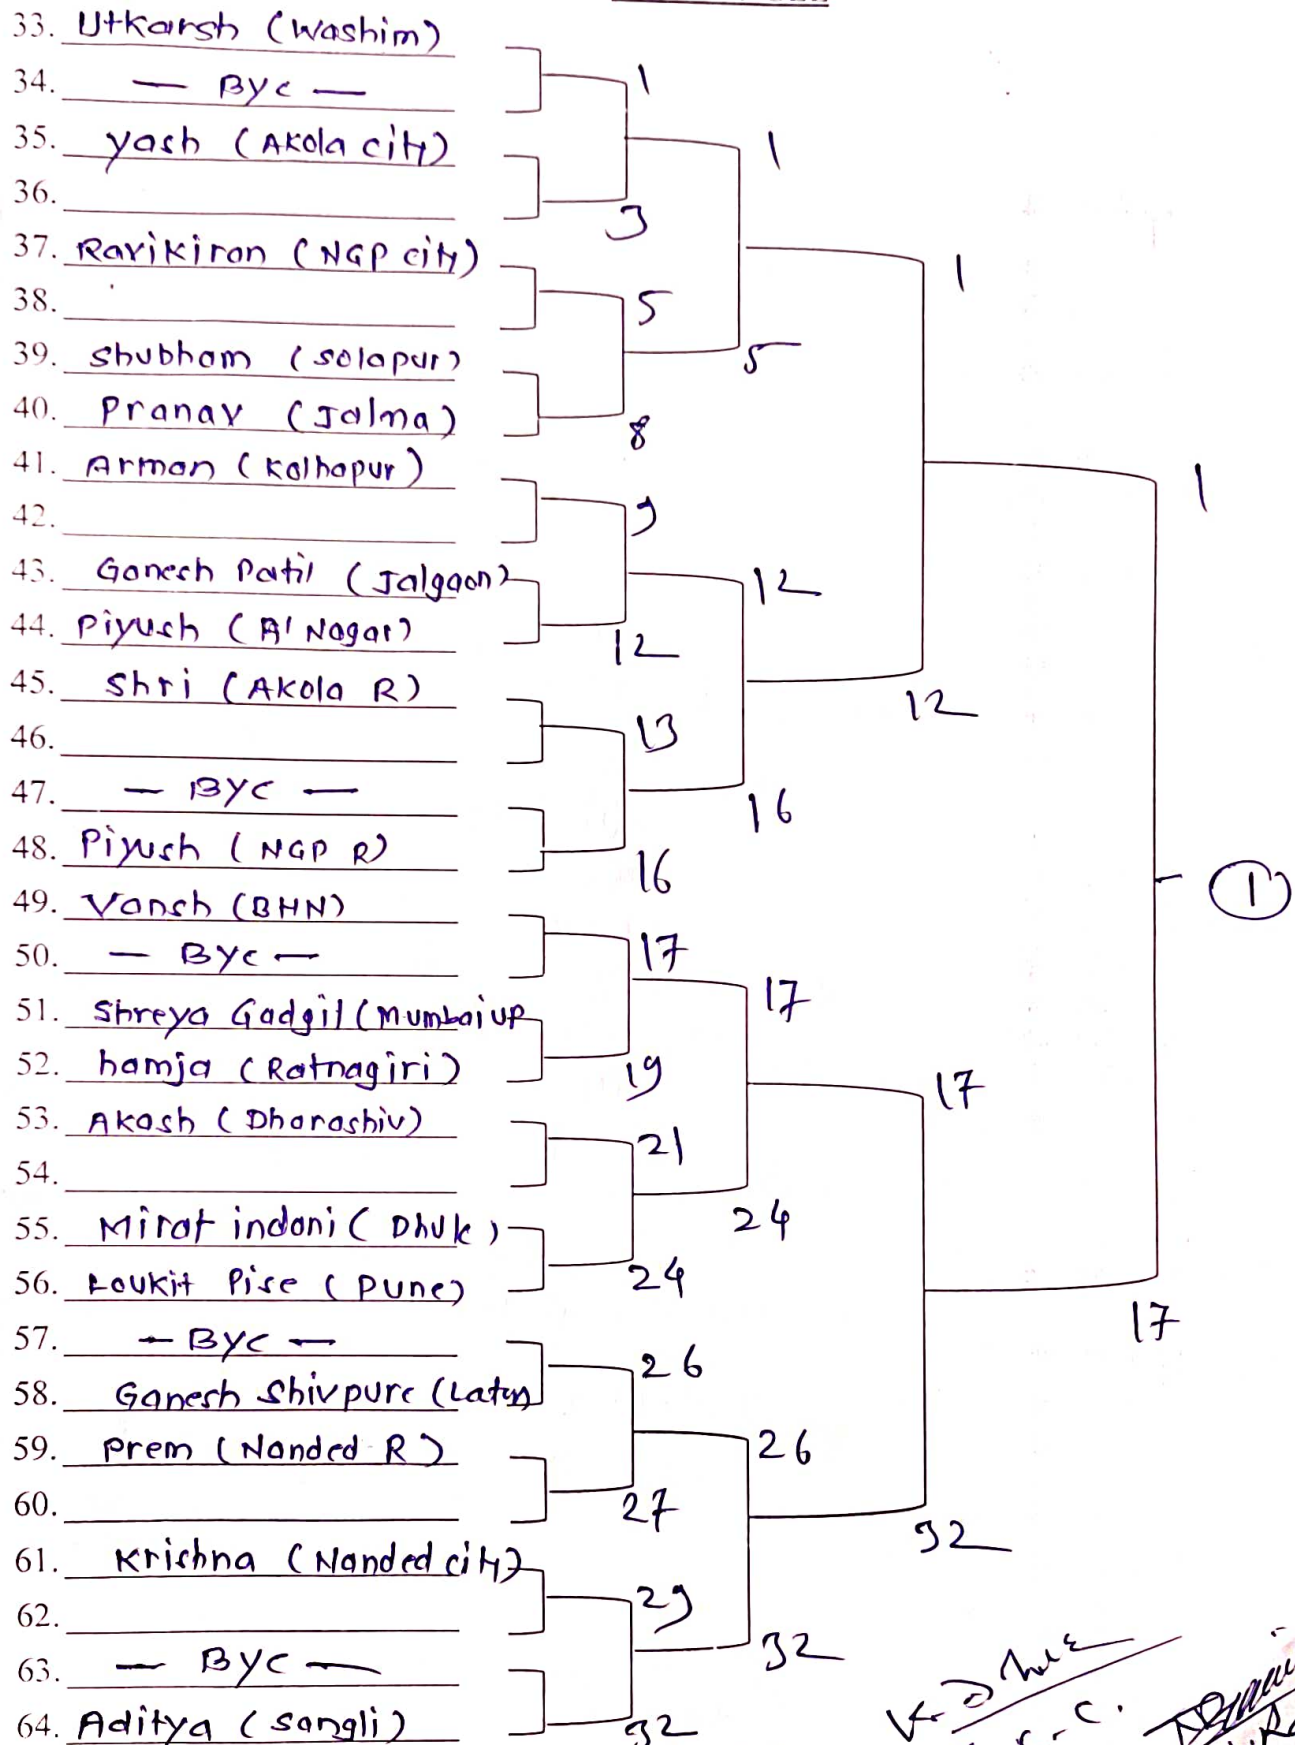 33. Utkarsh (Washim)
34. — Bye —
1
35. Yash (Akola city)
1
36.
3
37. Ravikiran (NGP city)
1
38.
5
39. Shubham (Solapur)
5
40. Pranav (Jalna)
8
41. Arman (Kolhapur)
1
42.
9
43. Ganesh Patil (Jalgaon)
12
44. Piyush (A'Nagar)
12
45. Shri (Akola R)
12
46.
13
47. — Bye —
16
48. Piyush (NGP R)
16
1
49. Vansh (BHN)
50. — Bye —
17
51. Shreya Gadgil (Mumbai up
17
52. hamja (Ratnagiri)
19
17
53. Akash (Dharashiv)
21
54.
55. Mirat indani (Dhule)
24
56. Loukit Pise (Pune)
24
57. — Bye —
17
58. Ganesh Shivpure (Latur)
26
59. Prem (Nanded R)
26
60.
27
61. Krishna (Nanded city)
32
62.
29
63. — Bye —
32
64. Aditya (Sangli)
32